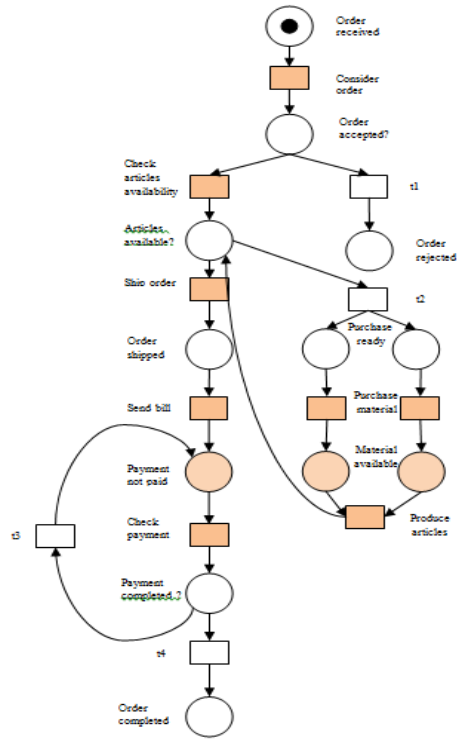 Order
received
Consider
order
Order
accepted?
Check
articles
availability
t1
Articles
available?
Order
rejected
Ship order
t2
Purchase
ready
Order
shipped
Send bill
Purchase
material
Payment
not paid
Material
available
Check
payment
Produce
articles
t3
Payment
completed ?
t4
Order
completed